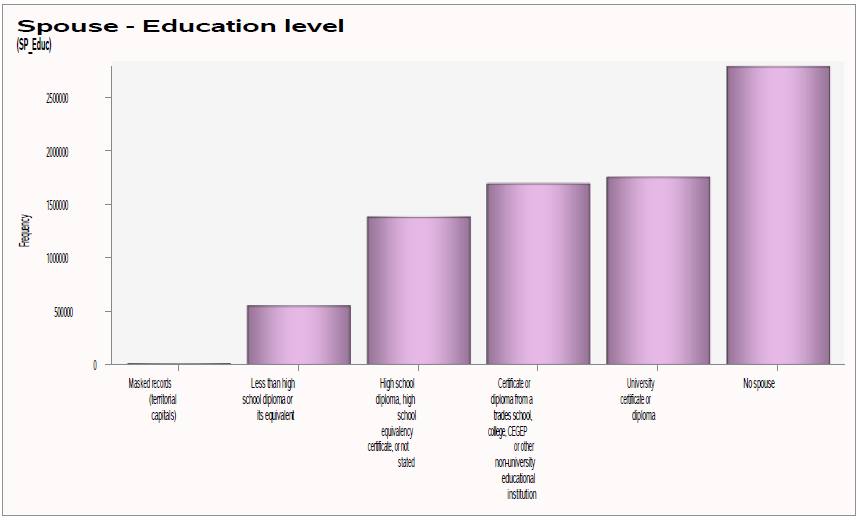 Spouse - Education level
(SP_Educ)
2500000
2000000
1500000
1000000
500000
0
Frequency
Masked records
(territorial
capitals)
Less than high
school diploma or
its equivalent
High school
diploma, high
school
equivalency
certificate, or not
stated
Certificate or
diploma from a
trades school,
college, CEGEP
or other
non-university
educational
institution
University
certificate or
diploma
No spouse